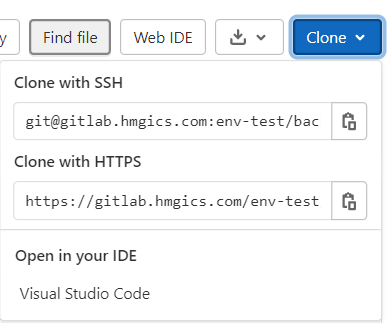 y
Find file
Web IDE
Clone
Clone with SSH
git@gitlab.hmgics.com:env-test/bac
Clone with HTTPS
https://gitlab.hmgics.com/env-test
Open in your IDE
Visual Studio Code